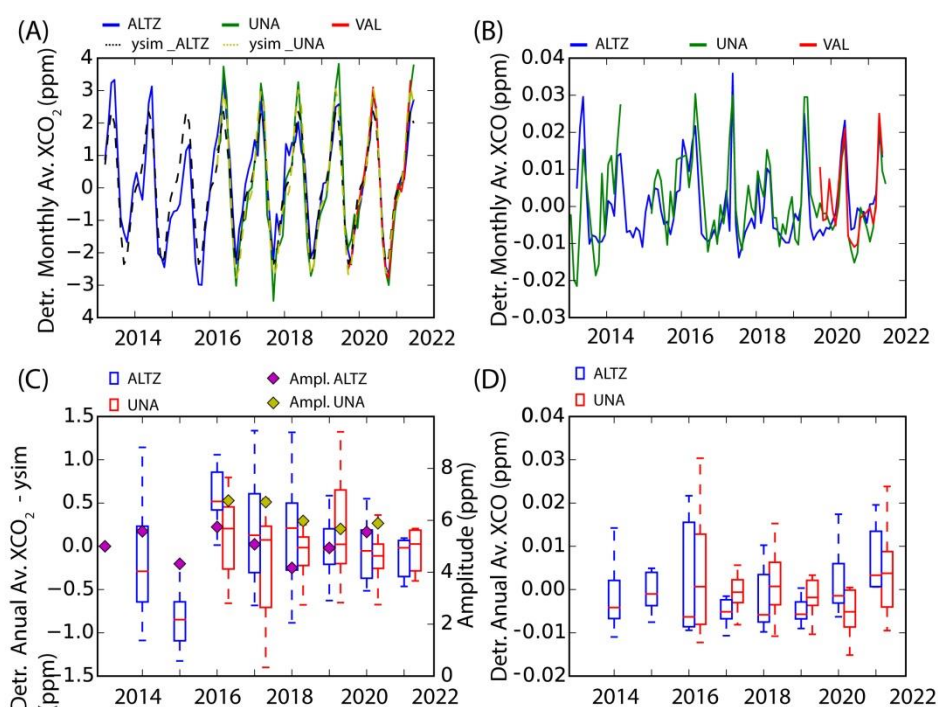 (A)
ALTZ UNA VAL
ysim _ALTZ ysim _UNA
Detr. Monthly Av. XCO2 (ppm)
4
3
2
1
0
−1
−2
−3
4
2014 2016 2018 2020 2022
(B)
ALTZ UNA VAL
Detr. Monthly Av. XCO (ppm)
0.04
0.03
0.02
0.01
0.00
−0.01
−0.02
−0.03
2014 2016 2018 2020 2022
(C)
ALTZ Ampl. ALTZ
UNA Ampl. UNA
Detr. Anual Av. XCO2 - ysim
(ppm)
1.5
1.0
0.5
0.0
−0.5
−1.0
1.5
Amplitude (ppm)
8
6
4
2
0
2014 2016 2018 2020 2022
(D)
ALTZ
UNA
Detr. Anual Av. XCO (ppm)
0.04
0.03
0.02
0.01
0.00
−0.01
−0.02
2014 2016 2018 2020 2022